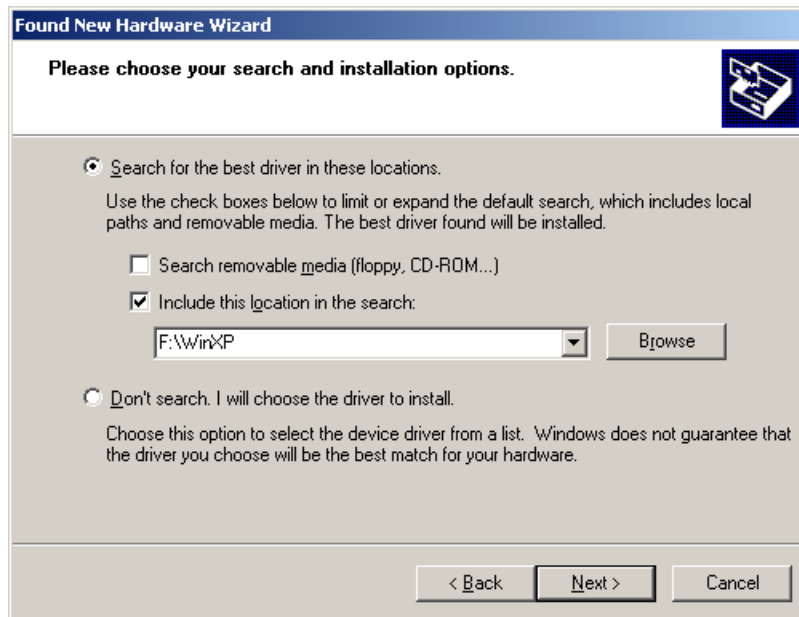 Found New Hardware Wizard
Please choose your search and installation options.
Search for the best driver in these locations.
Use the check boxes below to limit or expand the default search, which includes local
paths and removable media. The best driver found will be installed.
Search removable media (floppy, CD-ROM...)
Include this location in the search:
F:\WinXP
Browse
Don't search. I will choose the driver to install.
Choose this option to select the device driver from a list.  Windows does not guarantee that
the driver you choose will be the best match for your hardware.
< Back
Next >
Cancel